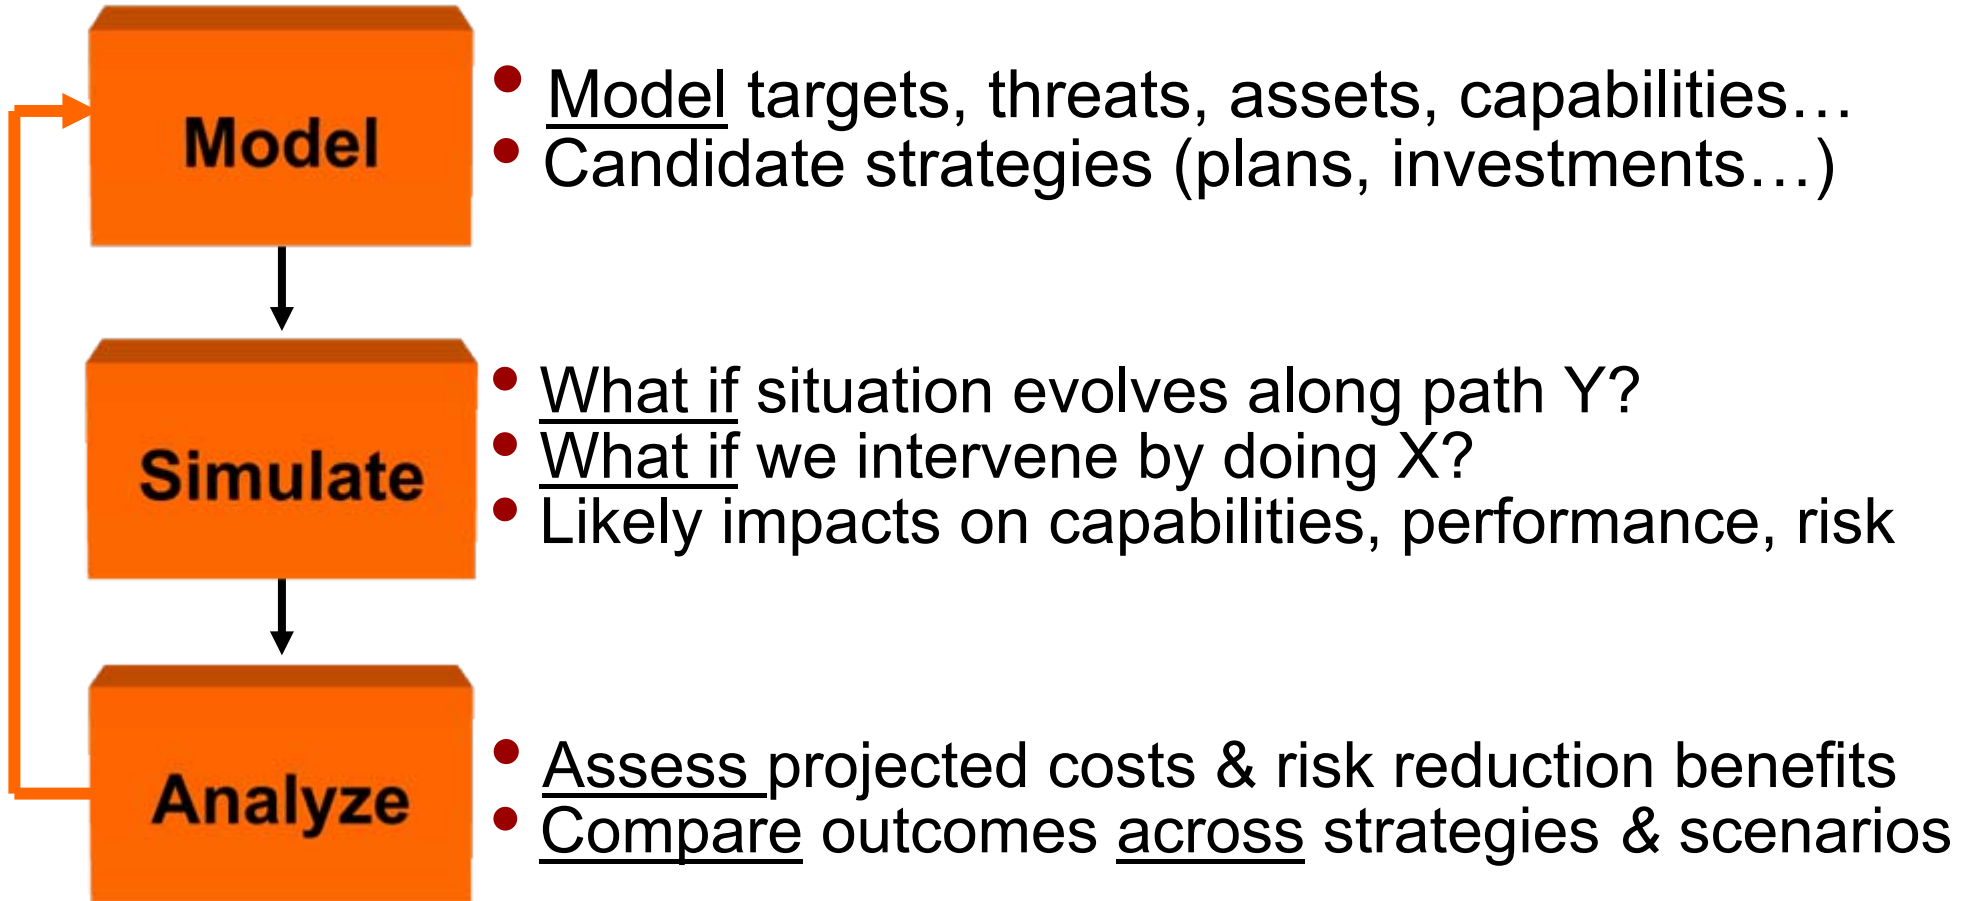 Model
• Model targets, threats, assets, capabilities…
• Candidate strategies (plans, investments…)
Simulate
• What if situation evolves along path Y?
• What if we intervene by doing X?
• Likely impacts on capabilities, performance, risk
Analyze
• Assess projected costs & risk reduction benefits
• Compare outcomes across strategies & scenarios